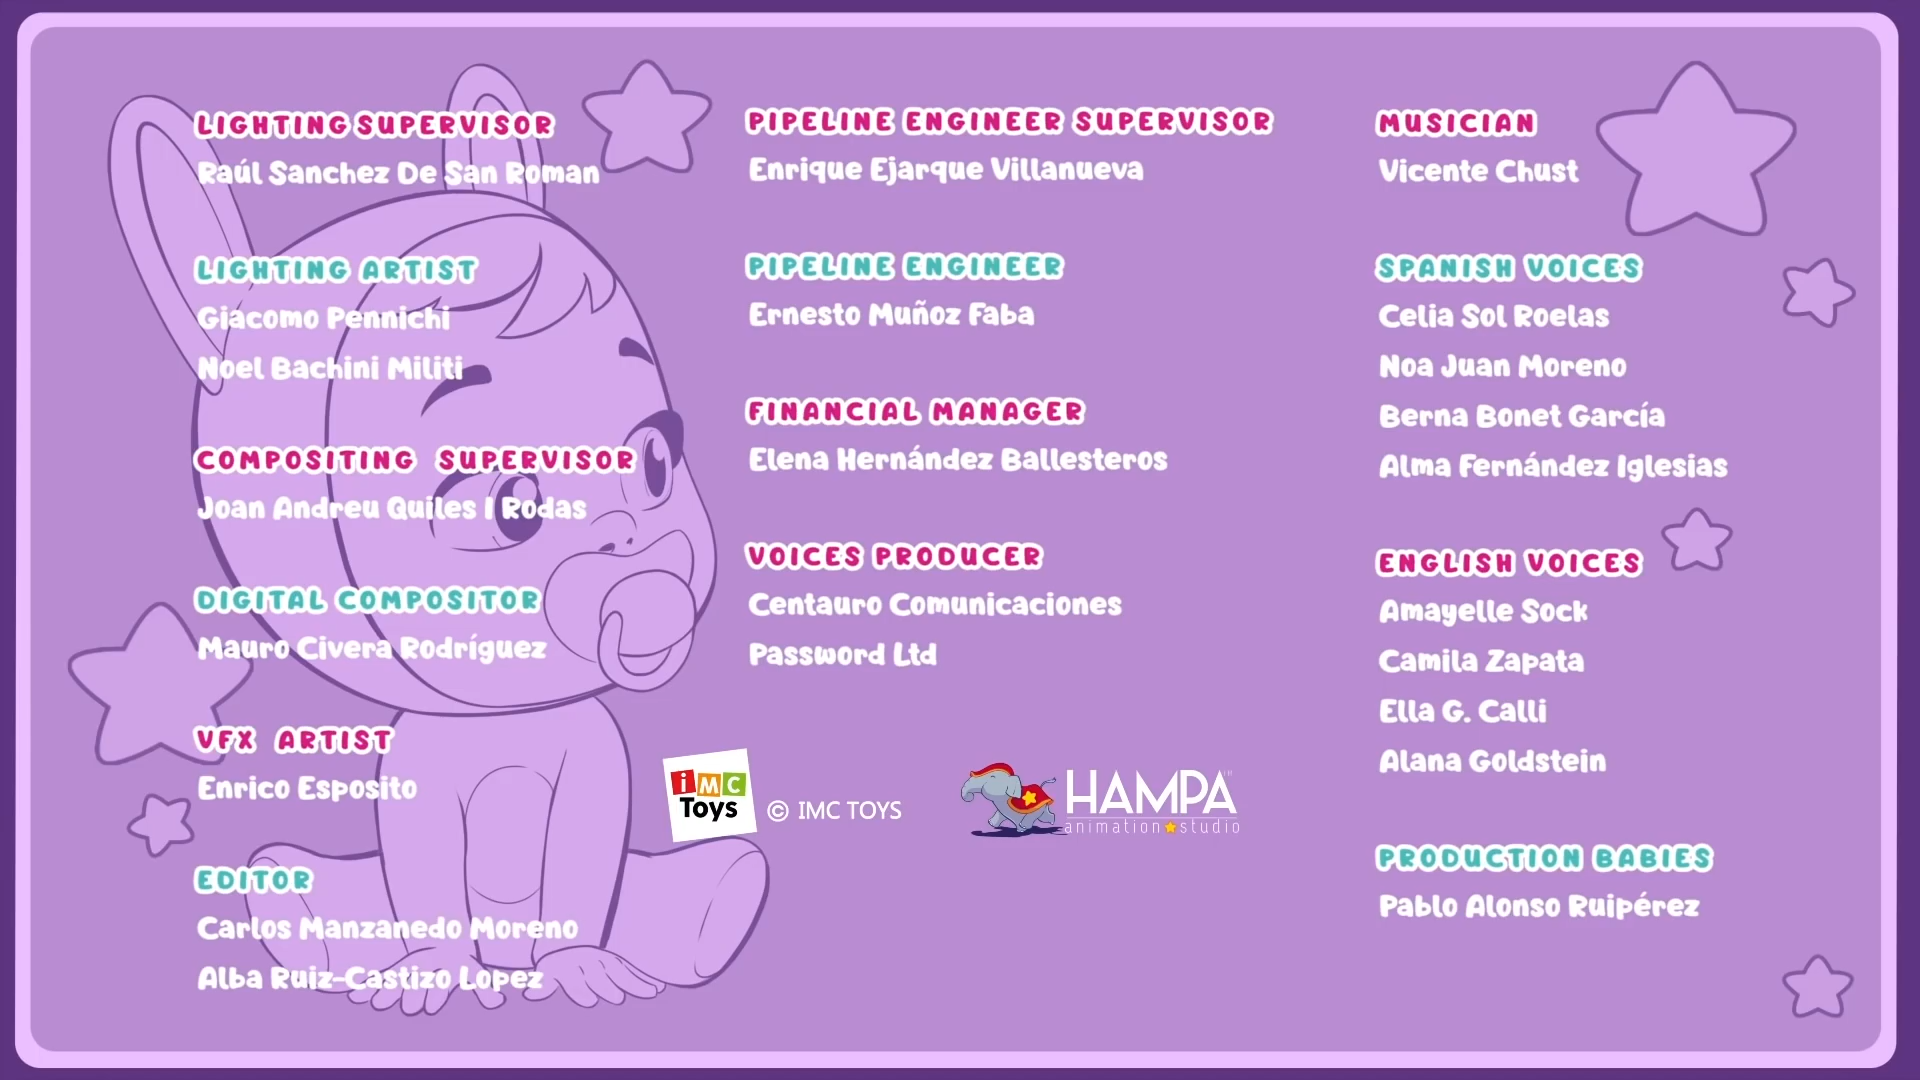 LIGHTING SUPERVISOR
Raúl Sanchez De San Roman
LIGHTING ARTIST
Giacomo Pennichi
Noel Bachini Militi
COMPOSITING SUPERVISOR
Joan Andreu Quiles I Rodas
DIGITAL COMPOSITOR
Mauro Civera Rodríguez
VFX ARTIST
Enrico Esposito
EDITOR
Carlos Manzanedo Moreno
Alba Ruiz-Castizo Lopez
PIPELINE ENGINEER SUPERVISOR
Enrique Ejarque Villanueva
PIPELINE ENGINEER
Ernesto Muñoz Faba
FINANCIAL MANAGER
Elena Hernández Ballesteros
VOICES PRODUCER
Centauro Comunicaciones
Password Ltd
iMC
Toys
© IMC TOYS
HAMPA™
animation studio
MUSICIAN
Vicente Chust
SPANISH VOICES
Celia Sol Roelas
Noa Juan Moreno
Berna Bonet García
Alma Fernández Iglesias
ENGLISH VOICES
Amayelle Sock
Camila Zapata
Ella G. Calli
Alana Goldstein
PRODUCTION BABIES
Pablo Alonso Ruipérez